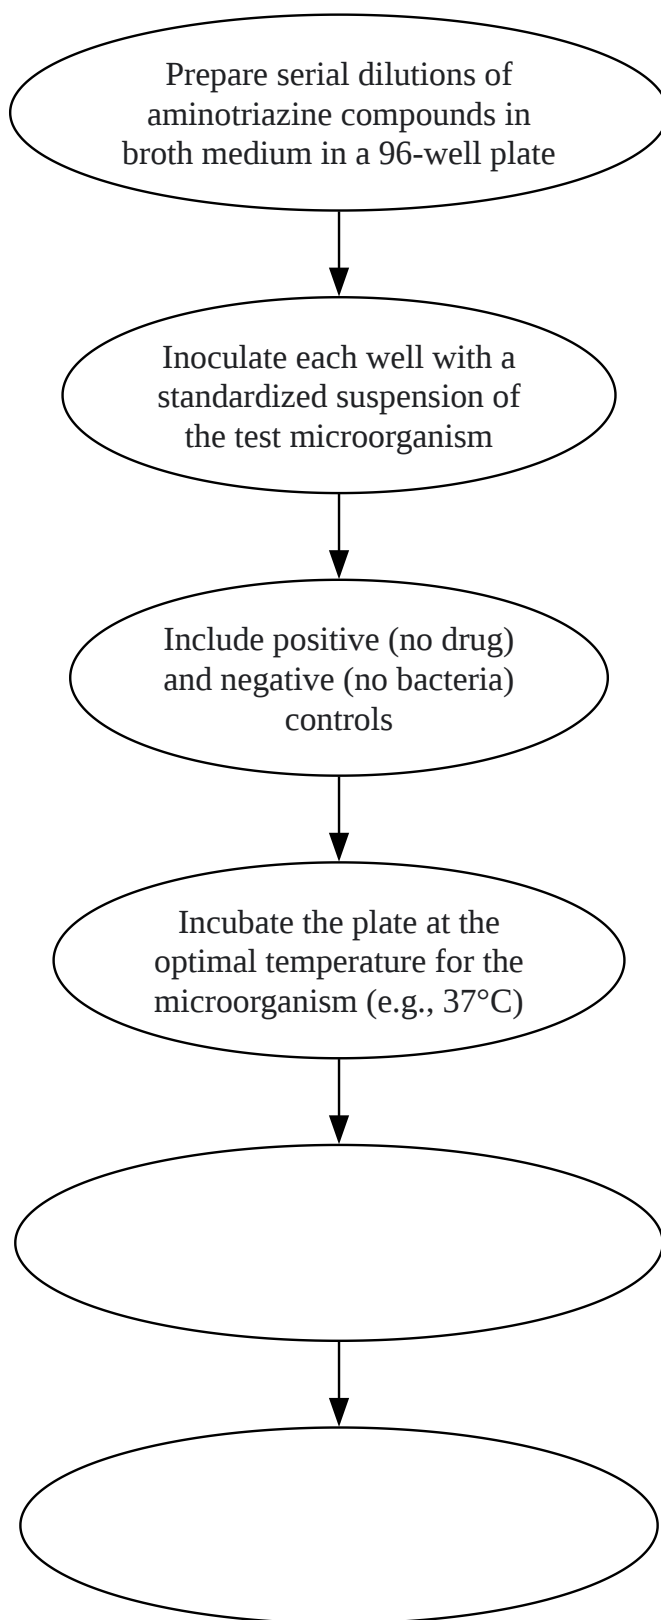 Prepare serial dilutions of
aminotriazine compounds in
broth medium in a 96-well plate
Inoculate each well with a
standardized suspension of
the test microorganism
Include positive (no drug)
and negative (no bacteria)
controls
Incubate the plate at the
optimal temperature for the
microorganism (e.g., 37°C)